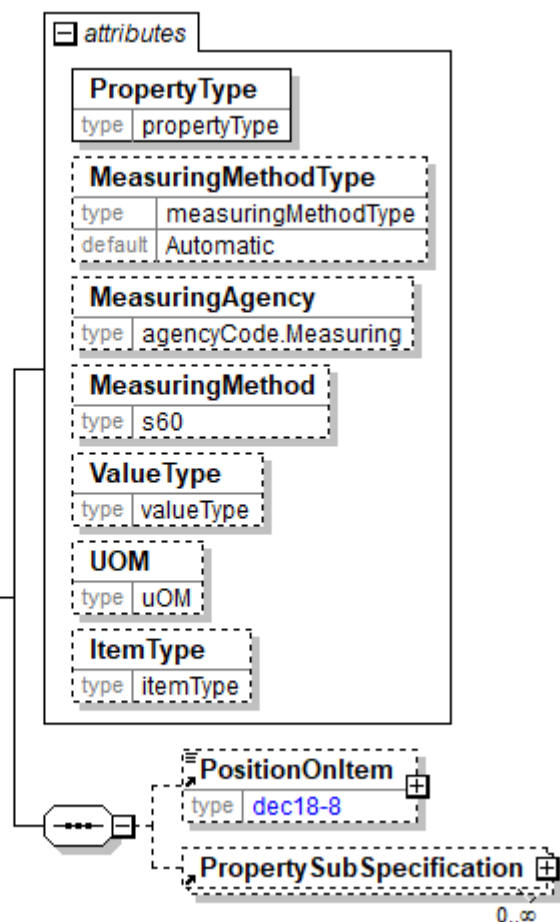 attributes
PropertyType
type propertyType
MeasuringMethodType
type measuringMethodType
default Automatic
MeasuringAgency
type agencyCode.Measuring
MeasuringMethod
type s60
ValueType
type valueType
UOM
type uOM
ItemType
type itemType
PositionOnItem
type dec18-8
PropertySubSpecification
0..∞